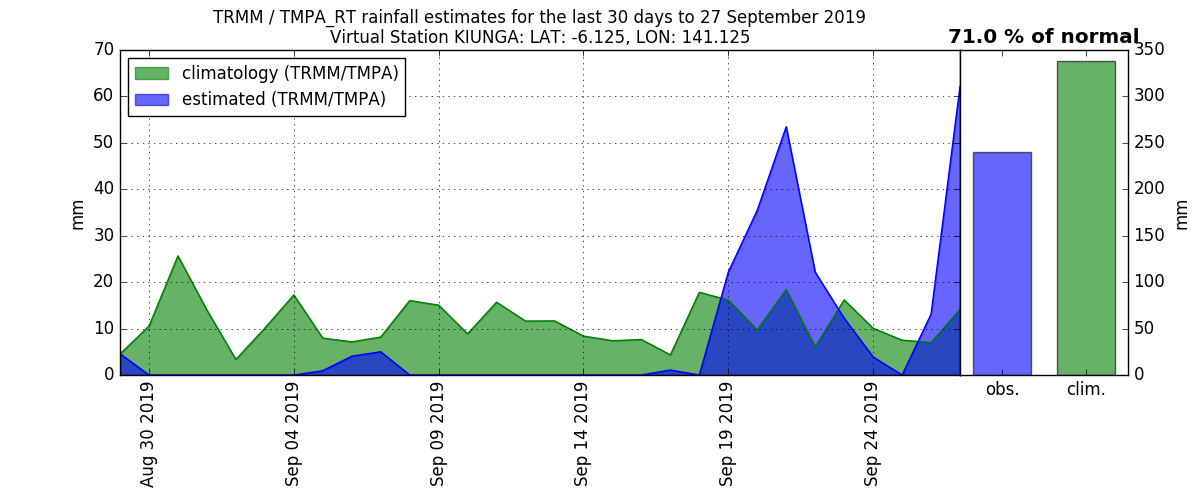 TRMM / TMPA_RT rainfall estimates for the last 30 days to 27 September 2019
Virtual Station KIUNGA: LAT: -6.125, LON: 141.125
71.0 % of normal
climatology (TRMM/TMPA)
estimated (TRMM/TMPA)
70
60
50
40
30
20
10
0
mm
350
300
250
200
150
100
50
0
mm
Aug 30 2019
Sep 04 2019
Sep 09 2019
Sep 14 2019
Sep 19 2019
Sep 24 2019
obs.
clim.